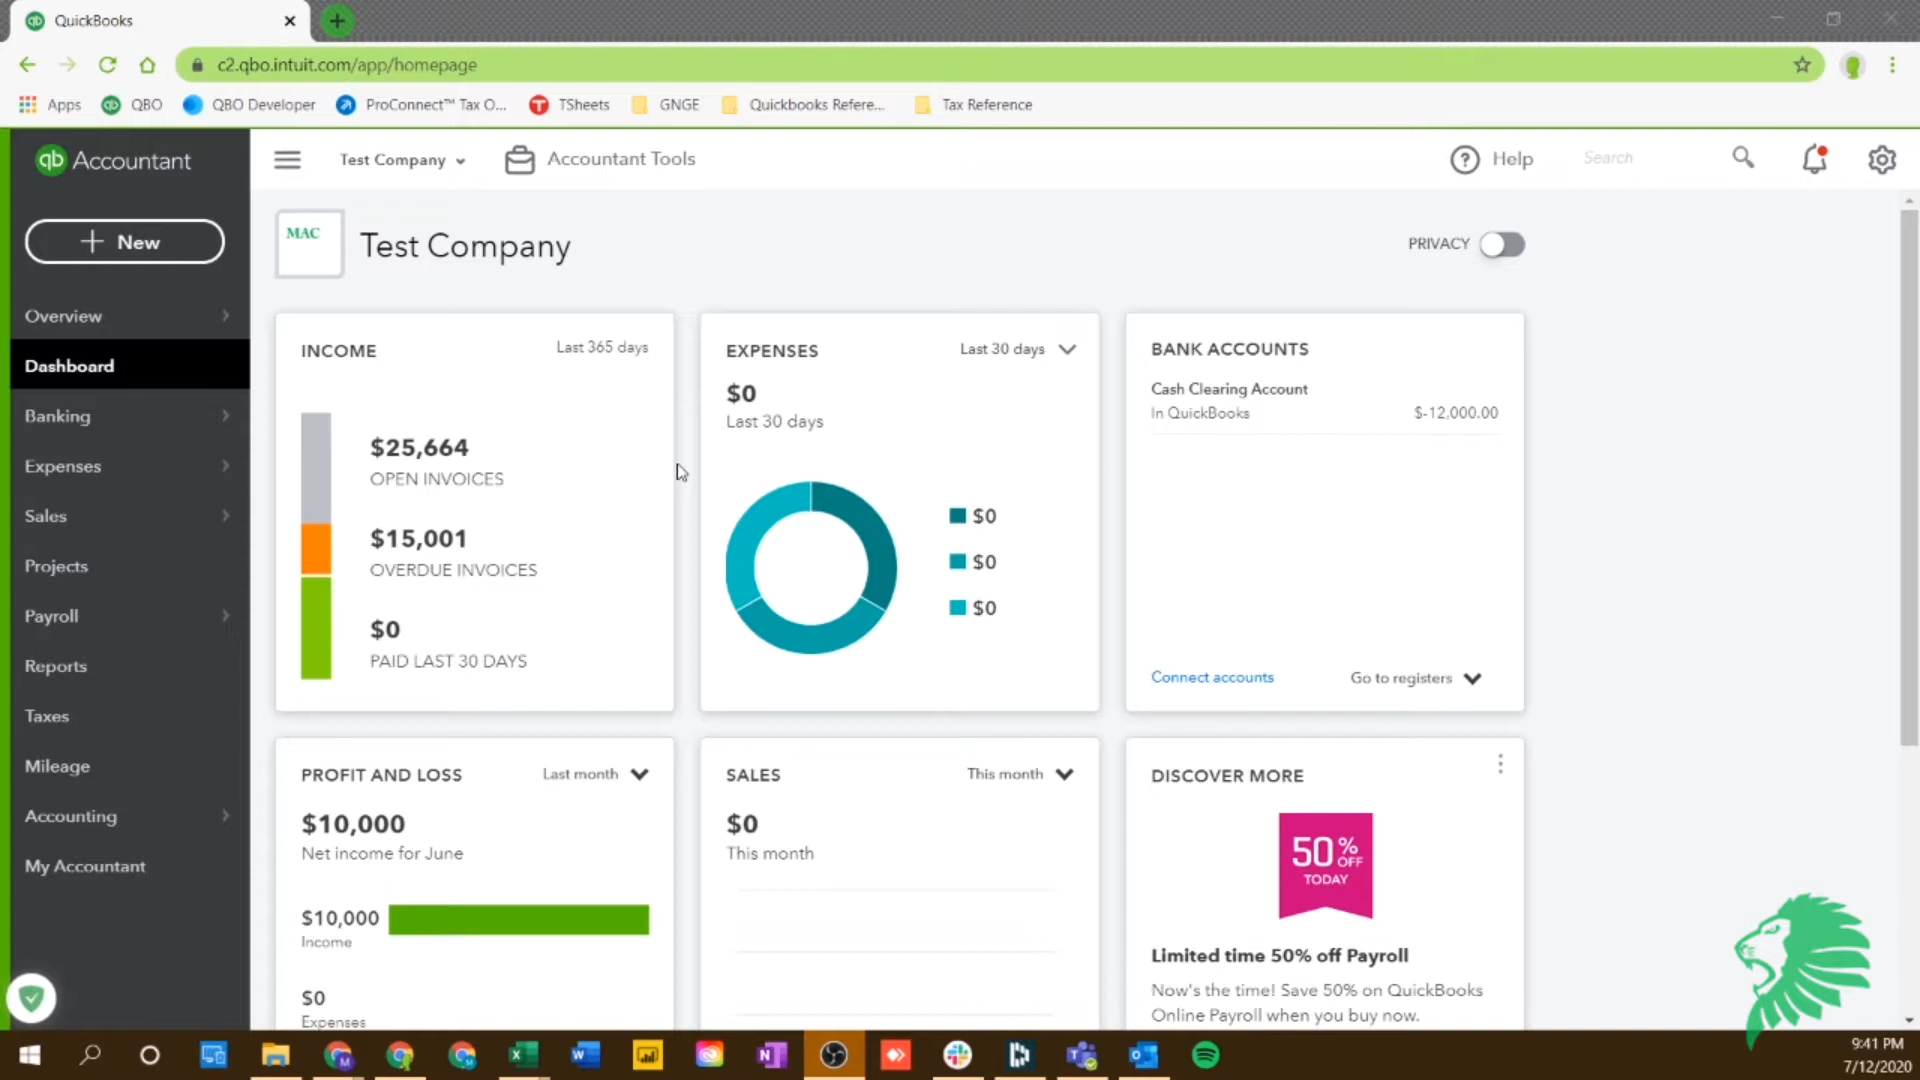 QuickBooks
c2.qbo.intuit.com/app/homepage
Apps QBO QBO Developer ProConnect™ Tax O... TSheets GNGE Quickbooks Refere... Tax Reference
qb Accountant
Test Company
Accountant Tools
Help
Search
New
Overview
Dashboard
Banking
Expenses
Sales
Projects
Payroll
Reports
Taxes
Mileage
Accounting
My Accountant
MAC
Test Company
PRIVACY
INCOME Last 365 days
$25,664
OPEN INVOICES
$15,001
OVERDUE INVOICES
$0
PAID LAST 30 DAYS
EXPENSES Last 30 days
$0
Last 30 days
$0
$0
$0
BANK ACCOUNTS
Cash Clearing Account
In QuickBooks $-12,000.00
Connect accounts Go to registers
PROFIT AND LOSS Last month
$10,000
Net income for June
$10,000
Income
$0
Expenses
SALES This month
$0
This month
DISCOVER MORE
50% OFF
TODAY
Limited time 50% off Payroll
Now's the time! Save 50% on QuickBooks
Online Payroll when you buy now.
9:41 PM
7/12/2020